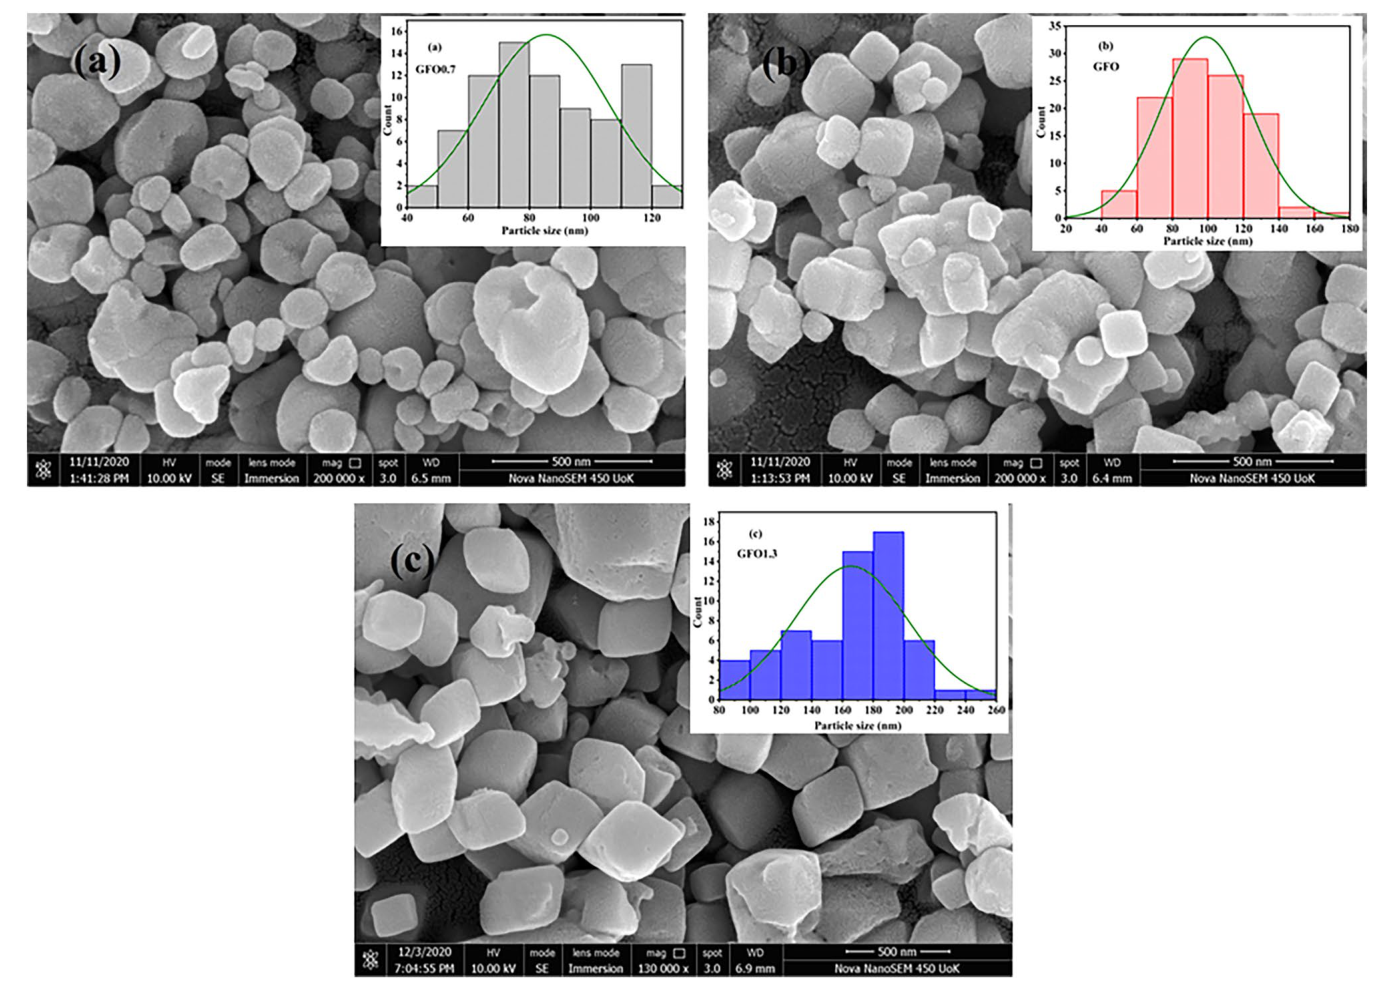 (a)
(a)
GFO0.7
Count
16
14
12
10
8
6
4
2
0
40 60 80 100 120
Particle size (nm)
11/11/2020 HV mode lens mode mag spot WD 500 nm
1:41:28 PM 10.00 kV SE Immersion 200 000 x 3.0 6.5 mm Nova NanoSEM 450 UoK
(b)
(b)
GFO
Count
35
30
25
20
15
10
5
0
20 40 60 80 100 120 140 160 180
Particle size (nm)
11/11/2020 HV mode lens mode mag spot WD 500 nm
1:13:53 PM 10.00 kV SE Immersion 200 000 x 3.0 6.4 mm Nova NanoSEM 450 UoK
(c)
(c)
GFO1.3
Count
18
16
14
12
10
8
6
4
2
0
80 100 120 140 160 180 200 220 240 260
Particle size (nm)
12/3/2020 HV mode lens mode mag spot WD 500 nm
7:04:55 PM 10.00 kV SE Immersion 130 000 x 3.0 6.9 mm Nova NanoSEM 450 UoK